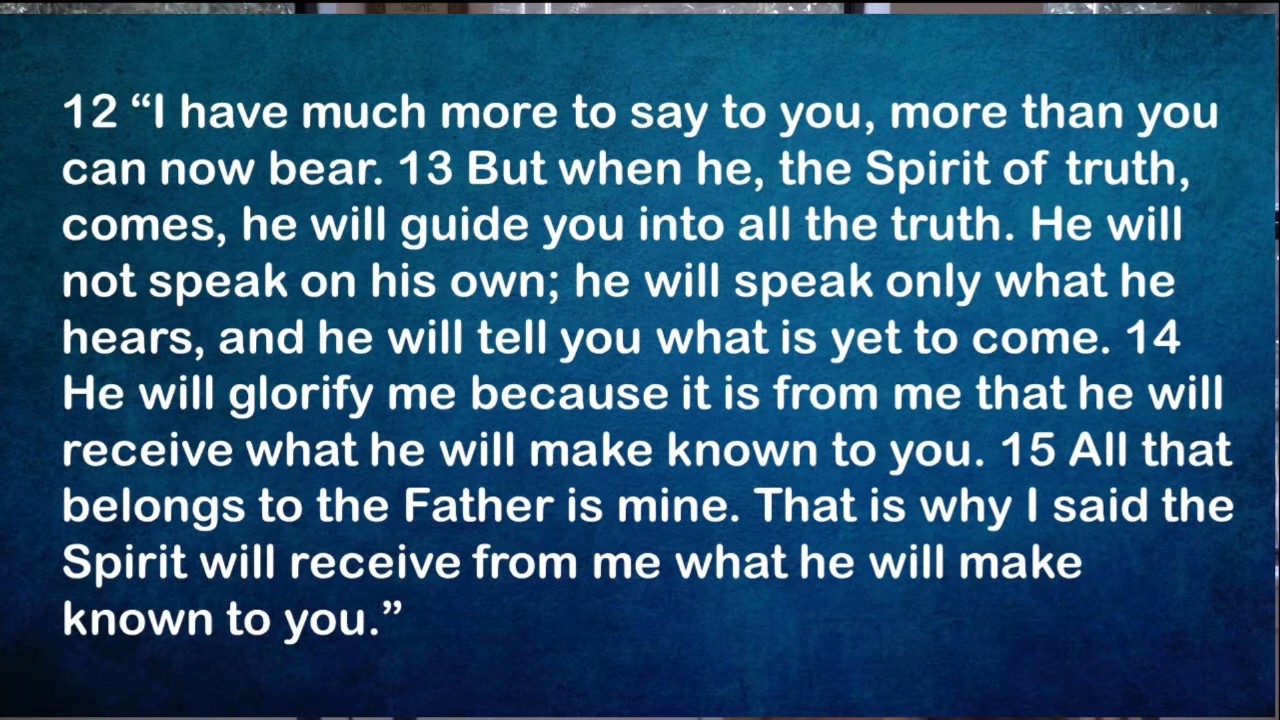 want...
12 “I have much more to say to you, more than you
can now bear. 13 But when he, the Spirit of truth,
comes, he will guide you into all the truth. He will
not speak on his own; he will speak only what he
hears, and he will tell you what is yet to come. 14
He will glorify me because it is from me that he will
receive what he will make known to you. 15 All that
belongs to the Father is mine. That is why I said the
Spirit will receive from me what he will make
known to you.”